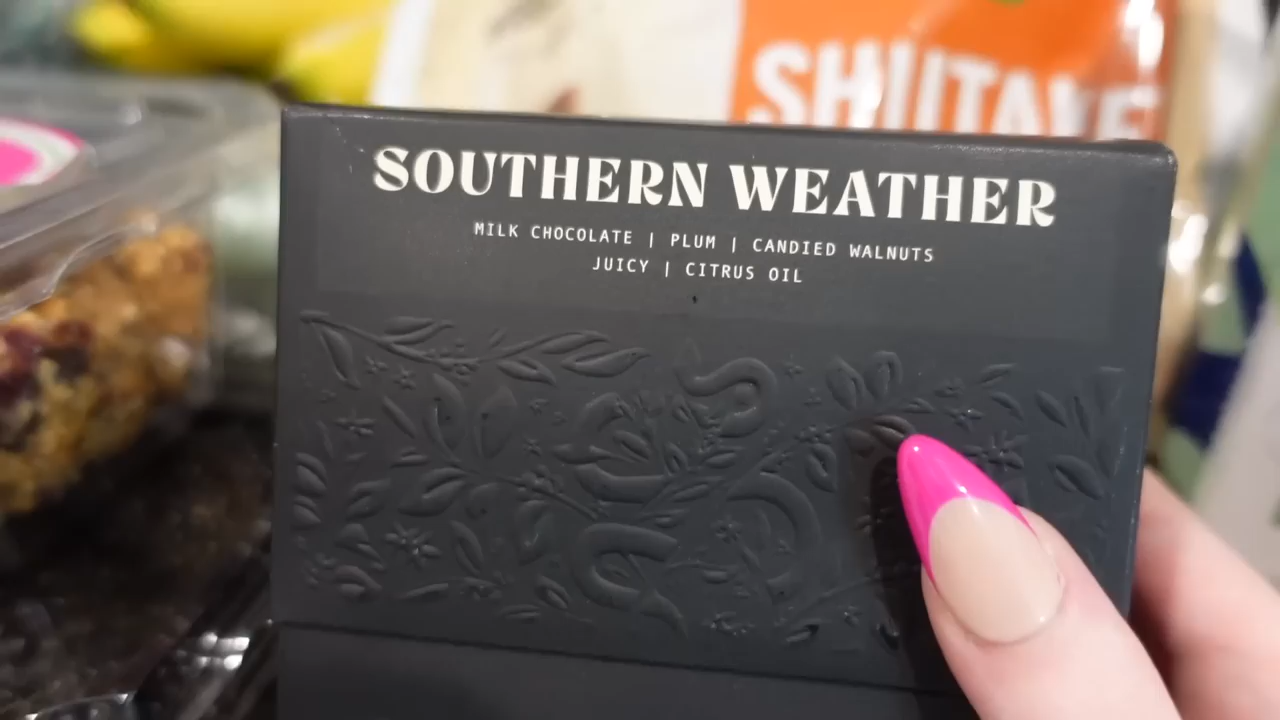 SHIITAKE
SOUTHERN WEATHER
MILK CHOCOLATE | PLUM | CANDIED WALNUTS
JUICY | CITRUS OIL